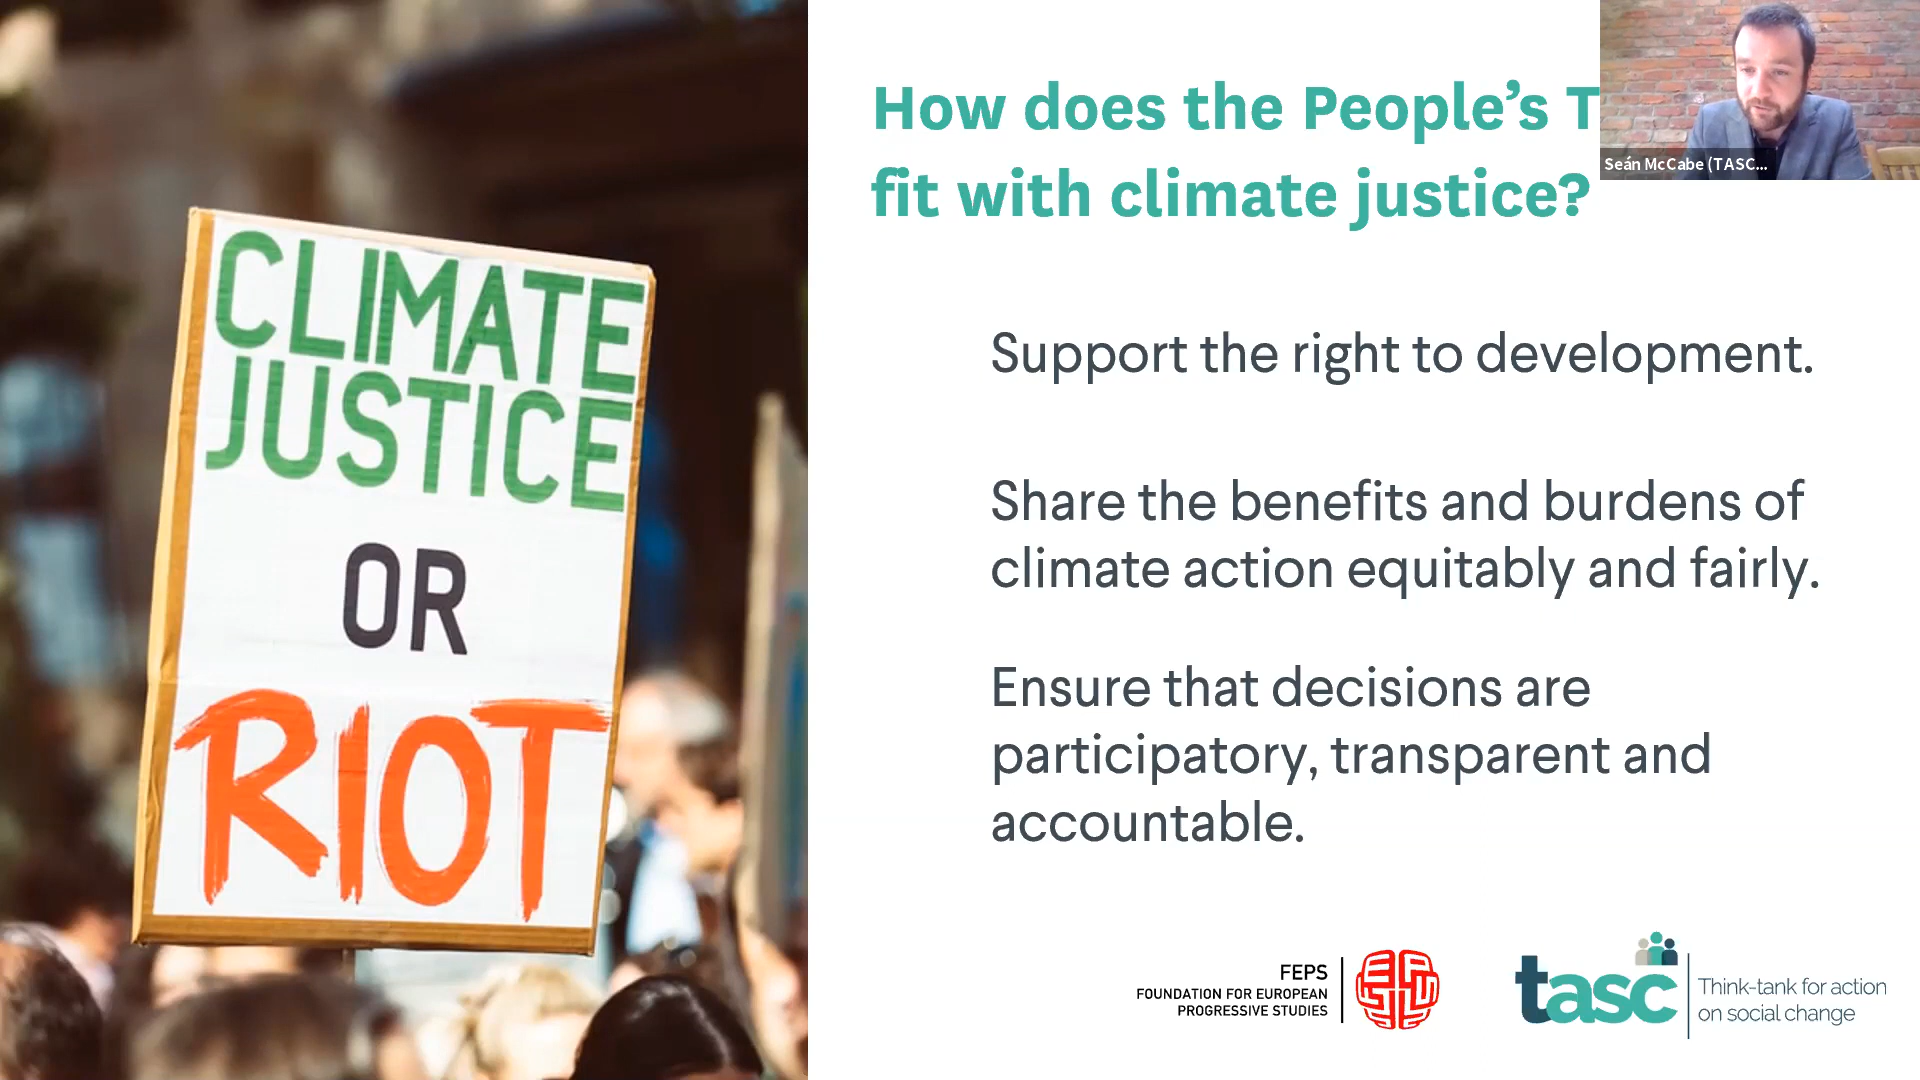 CLIMATE
JUSTICE
OR
RIOT
How does the People’s T
fit with climate justice?
Seán McCabe (TASC...
Support the right to development.
Share the benefits and burdens of
climate action equitably and fairly.
Ensure that decisions are
participatory, transparent and
accountable.
FEPS
FOUNDATION FOR EUROPEAN
PROGRESSIVE STUDIES
tasc
Think-tank for action
on social change